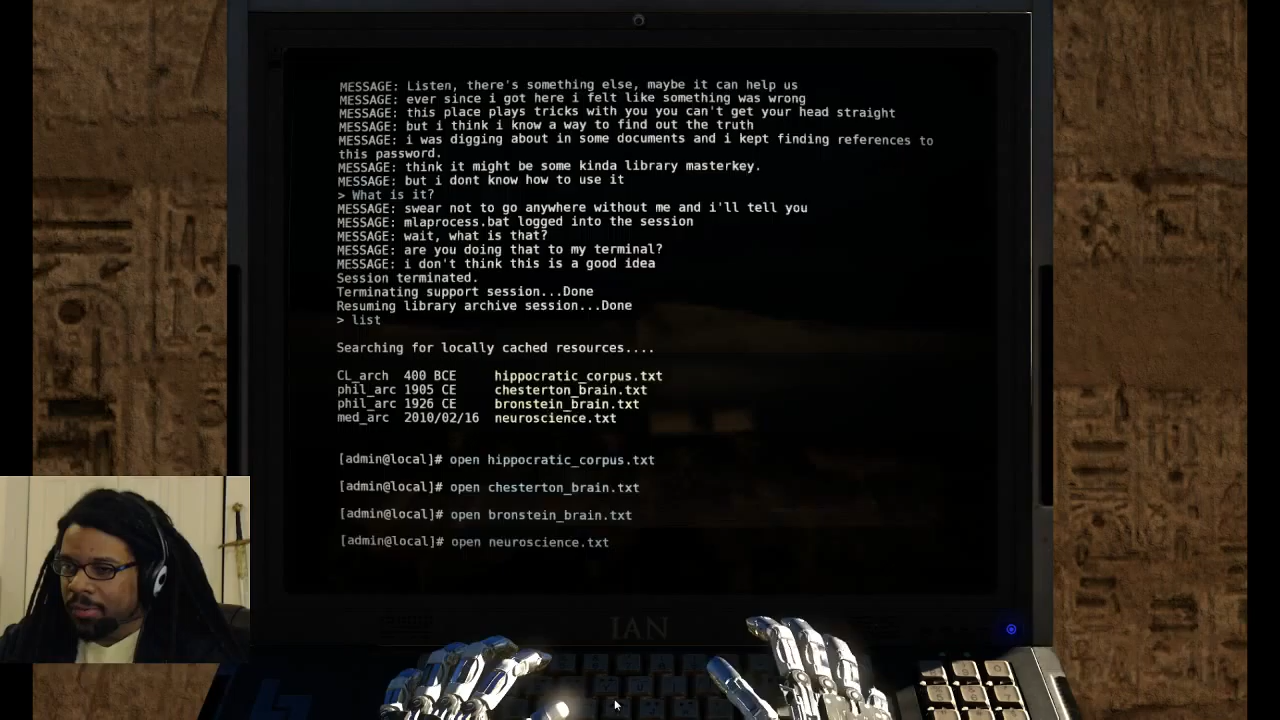 MESSAGE: Listen, there's something else, maybe it can help us
MESSAGE: ever since i got here i felt like something was wrong
MESSAGE: this place plays tricks with you you can't get your head straight
MESSAGE: but i think i know a way to find out the truth
MESSAGE: i was digging about in some documents and i kept finding references to
this password.
MESSAGE: think it might be some kinda library masterkey.
MESSAGE: but i dont know how to use it
> What is it?
MESSAGE: swear not to go anywhere without me and i'll tell you
MESSAGE: mlaprocess.bat logged into the session
MESSAGE: wait, what is that?
MESSAGE: are you doing that to my terminal?
MESSAGE: i don't think this is a good idea
Session terminated.
Terminating support session...Done
Resuming library archive session...Done
> list
Searching for locally cached resources....
CL_arch 400 BCE hippocratic_corpus.txt
phil_arc 1905 CE chesterton_brain.txt
phil_arc 1926 CE bronstein_brain.txt
med_arc 2010/02/16 neuroscience.txt
[admin@local]# open hippocratic_corpus.txt
[admin@local]# open chesterton_brain.txt
[admin@local]# open bronstein_brain.txt
[admin@local]# open neuroscience.txt
IAN